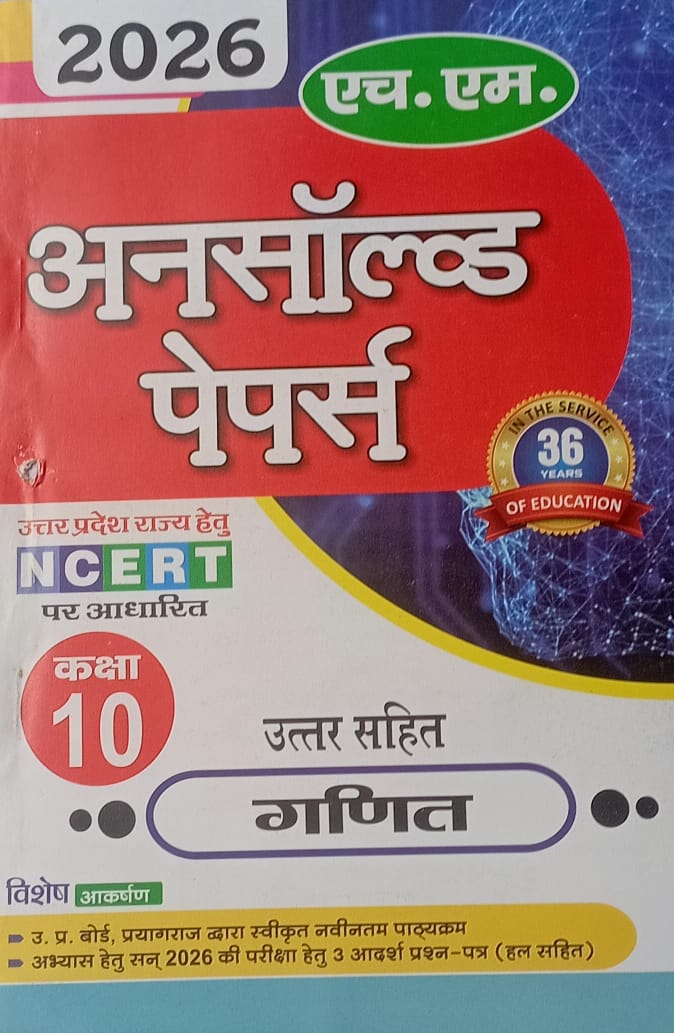 2026
एच. एम.
अनसॉल्व्ड
पेपर्स
IN THE SERVICE
36
YEARS
OF EDUCATION
उत्तर प्रदेश राज्य हेतु
NCERT
पर आधारित
कक्षा
10
उत्तर सहित
गणित
विशेष आकर्षण
उ. प्र. बोर्ड, प्रयागराज द्वारा स्वीकृत नवीनतम पाठ्यक्रम
अभ्यास हेतु सन् 2026 की परीक्षा हेतु 3 आदर्श प्रश्न-पत्र (हल सहित)